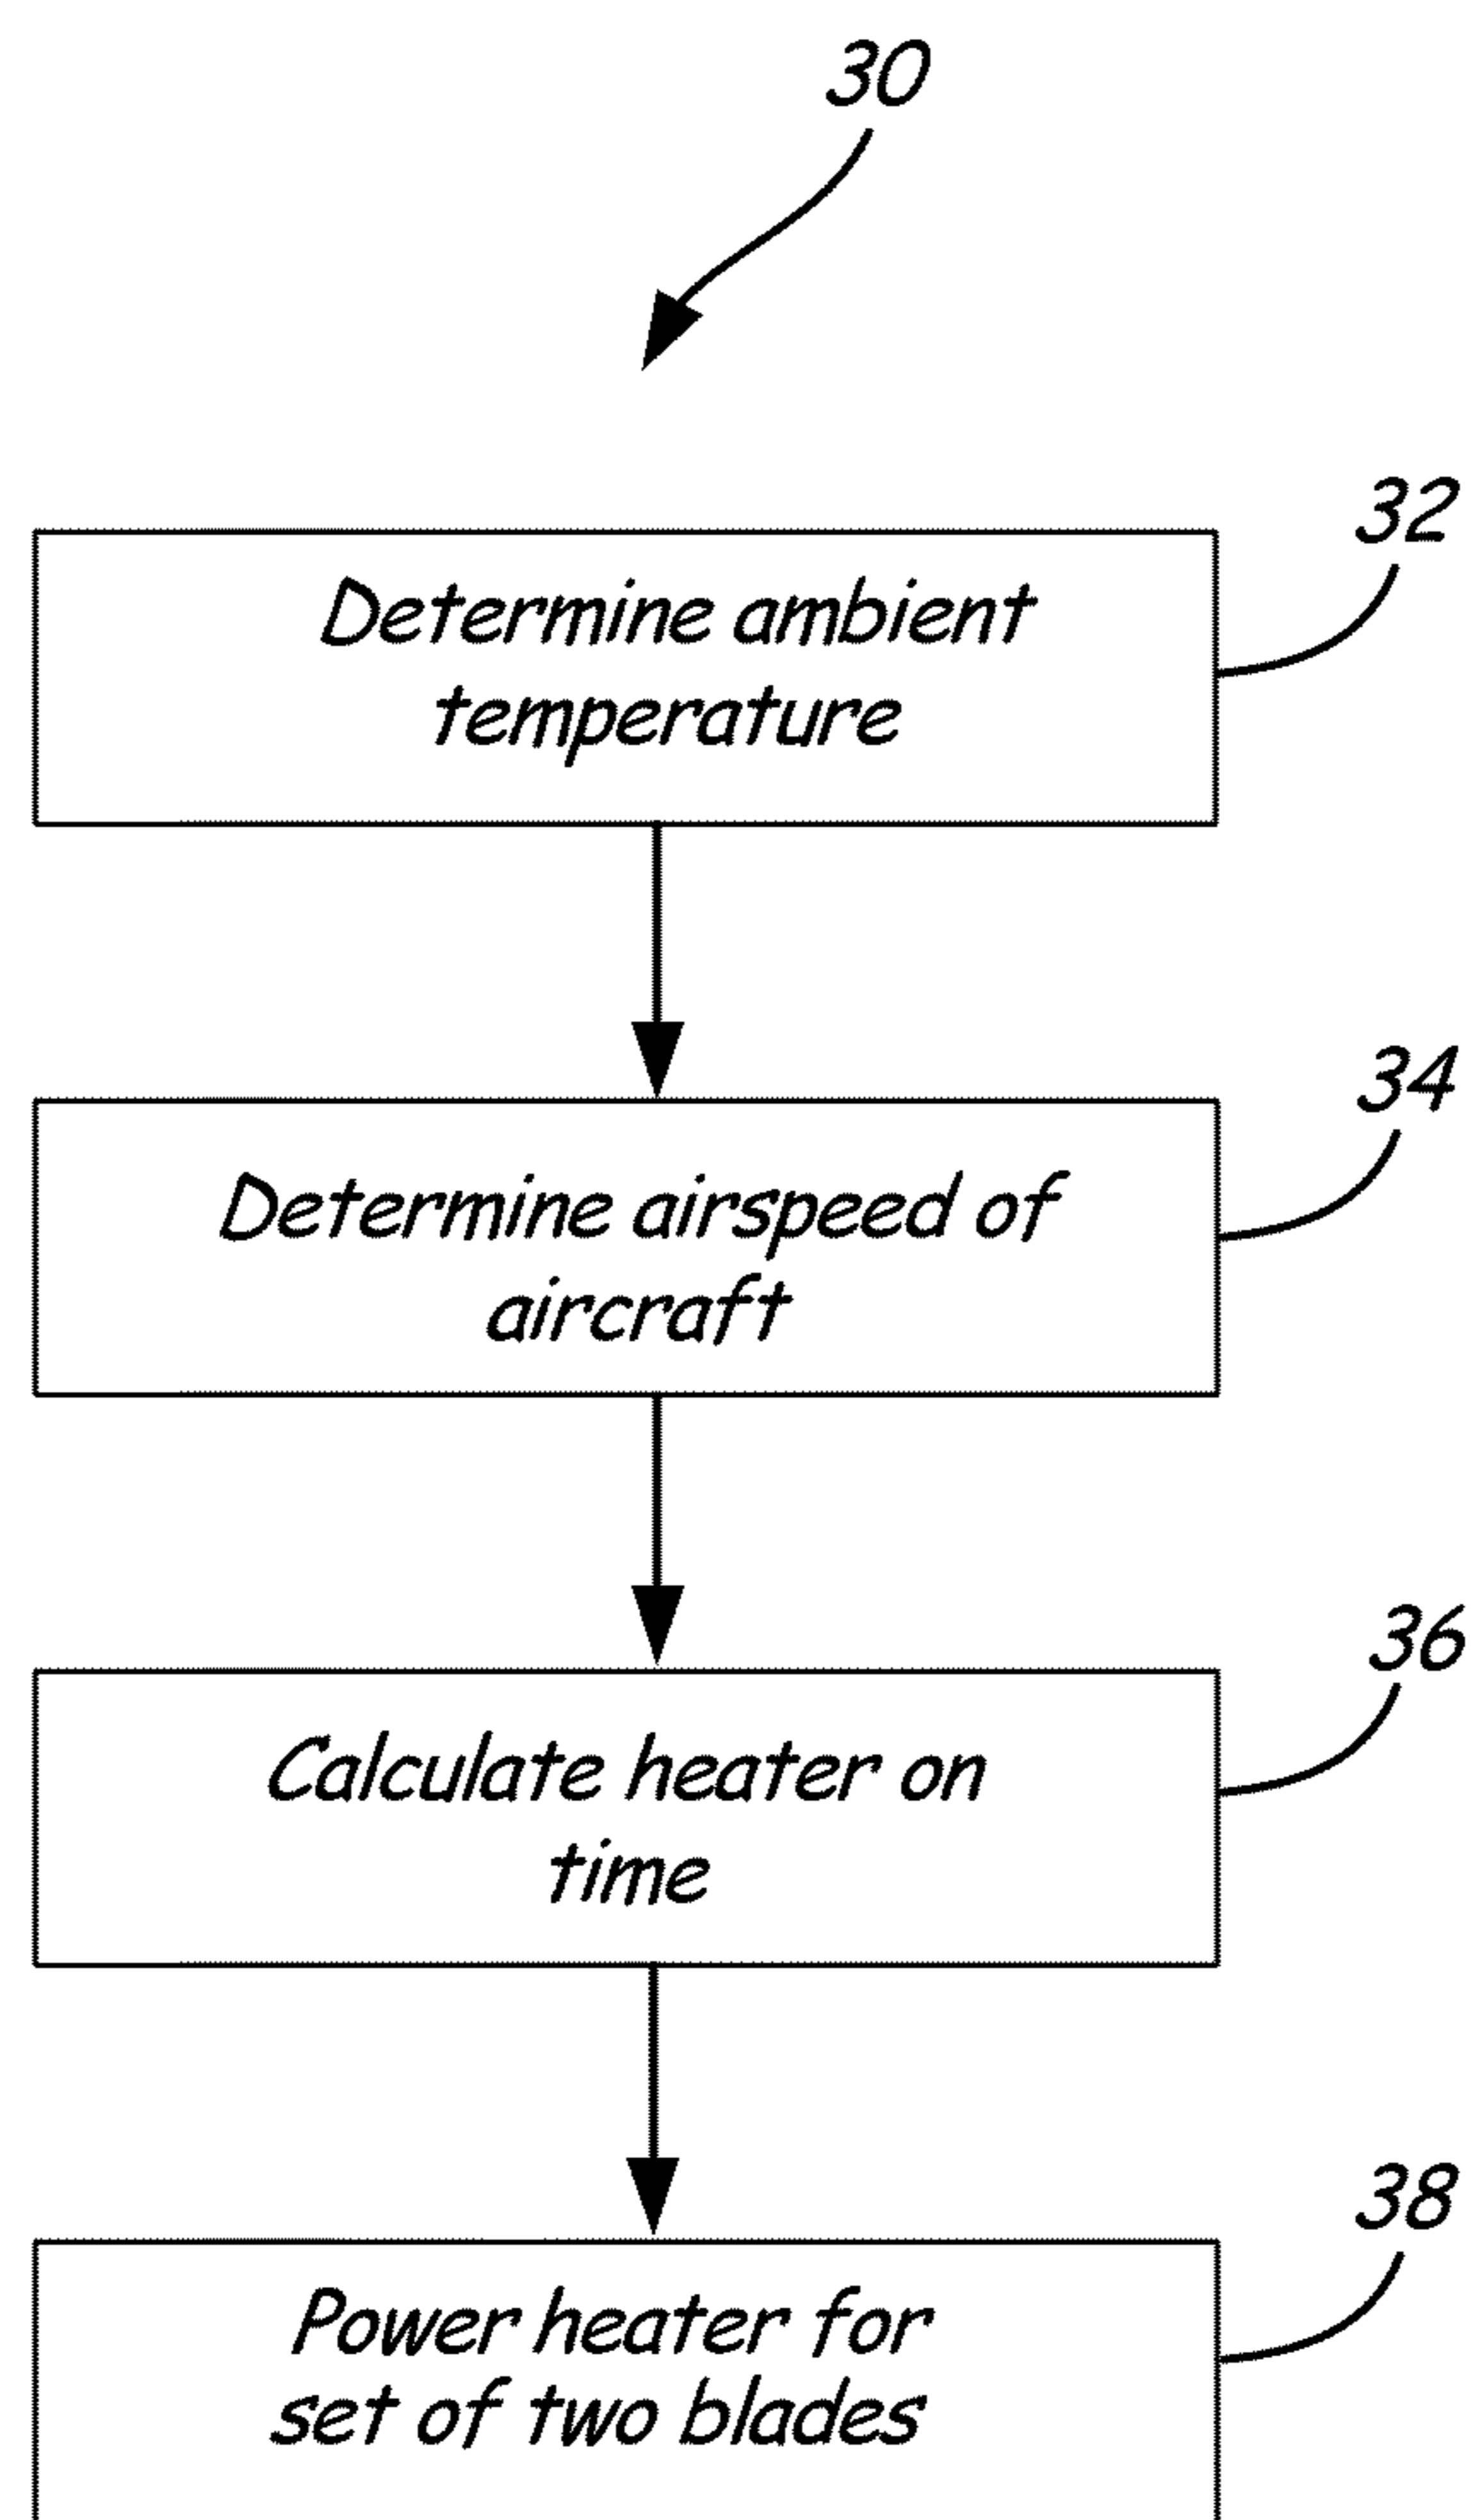 30
32
Determine ambient
temperature
34
Determine airspeed of
aircraft
36
Calculate heater on
time
38
Power heater for
set of two blades